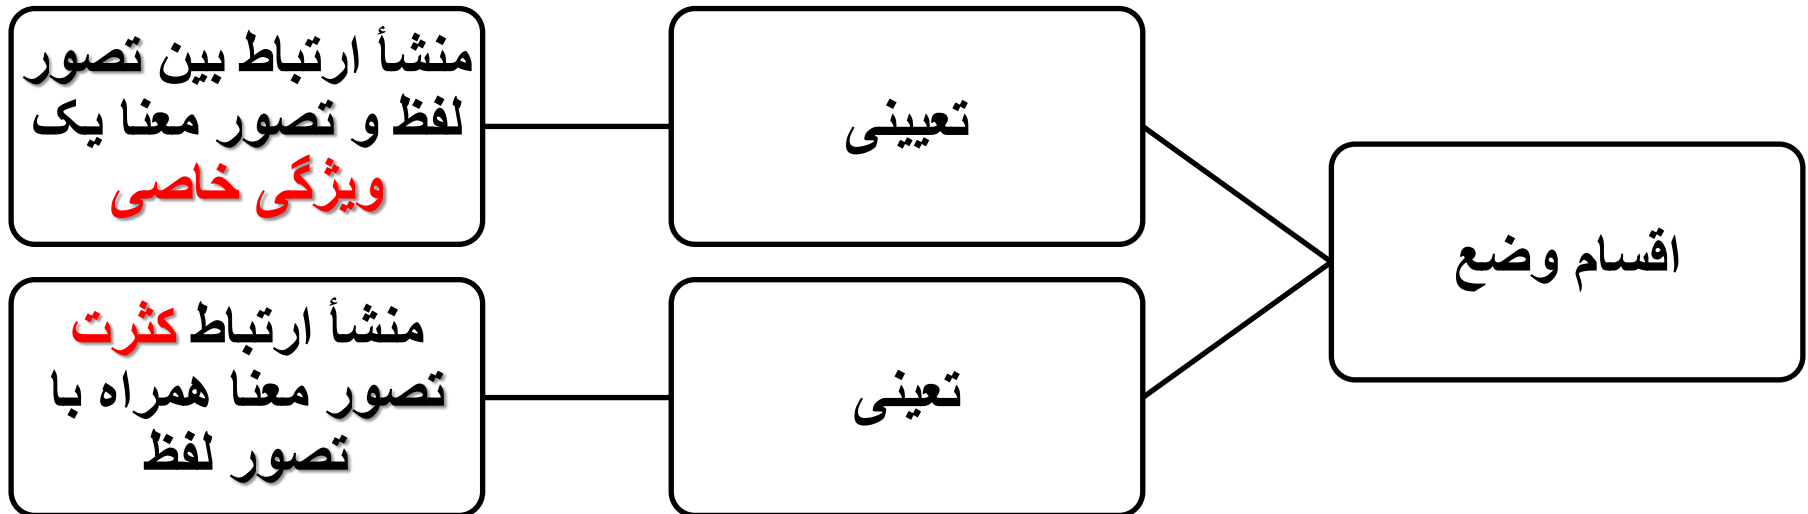 اقسام وضع
تعیینی
منشأ ارتباط بین تصور
لفظ و تصور معنا یک
ویژگی خاصی
تعینی
منشأ ارتباط کثرت
تصور معنا همراه با
تصور لفظ